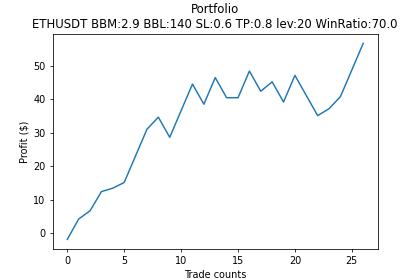 Portfolio
ETHUSDT BBM:2.9 BBL:140 SL:0.6 TP:0.8 lev:20 WinRatio:70.0
Profit ($)
50
40
30
20
10
0
0 5 10 15 20 25
Trade counts